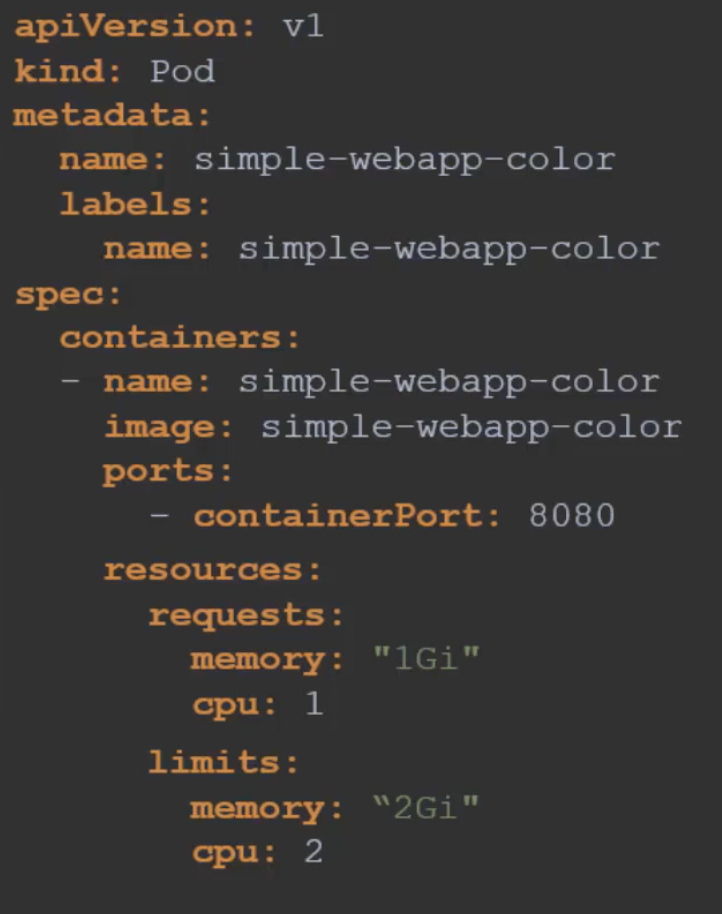 apiVersion: v1
kind: Pod
metadata:
  name: simple-webapp-color
  labels:
    name: simple-webapp-color
spec:
  containers:
  - name: simple-webapp-color
    image: simple-webapp-color
    ports:
      - containerPort: 8080
    resources:
      requests:
        memory: "1Gi"
        cpu: 1
      limits:
        memory: “2Gi"
        cpu: 2